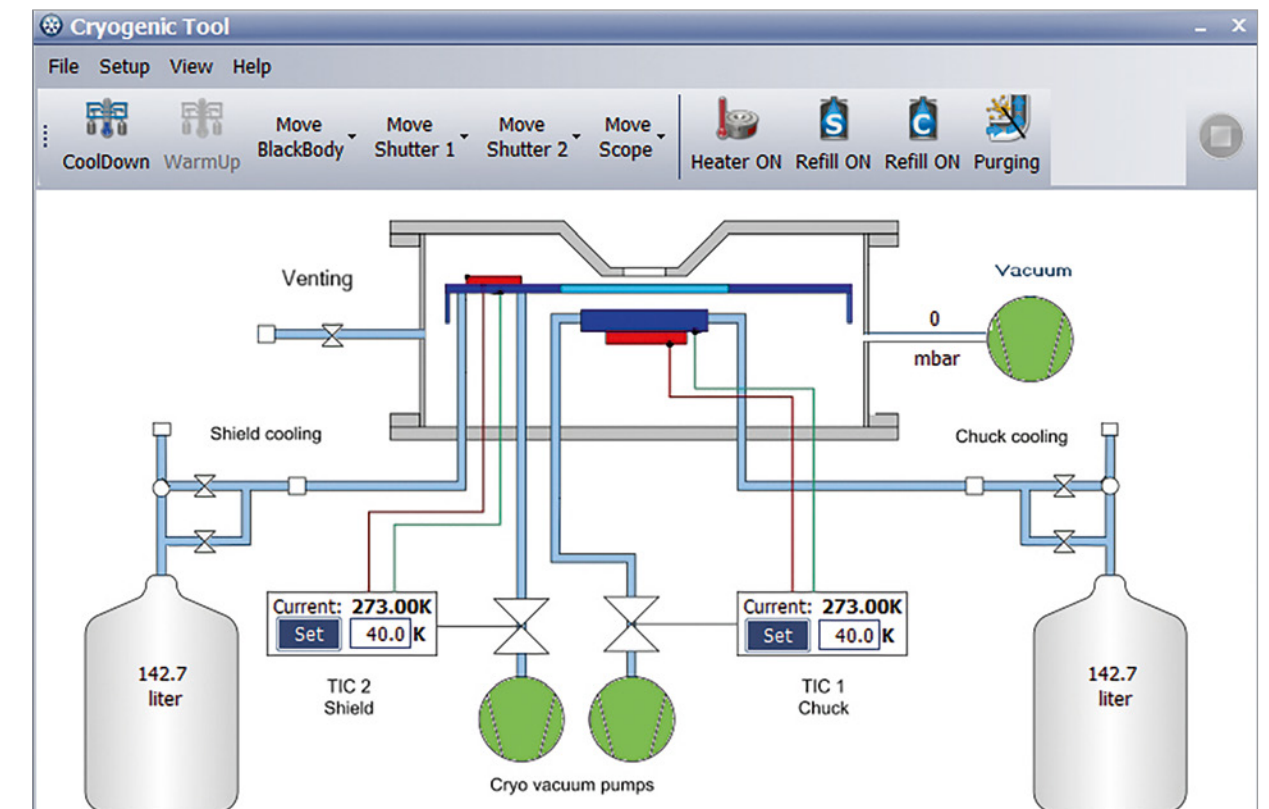 Cryogenic Tool
File Setup View Help
CoolDown
WarmUp
Move
BlackBody
Move
Shutter 1
Move
Shutter 2
Move
Scope
Heater ON
S
Refill ON
C
Refill ON
Purging
Venting
Vacuum
0
mbar
Shield cooling
Chuck cooling
Current: 273.00K
Set 40.0 K
TIC 2
Shield
Current: 273.00K
Set 40.0 K
TIC 1
Chuck
142.7
liter
142.7
liter
Cryo vacuum pumps